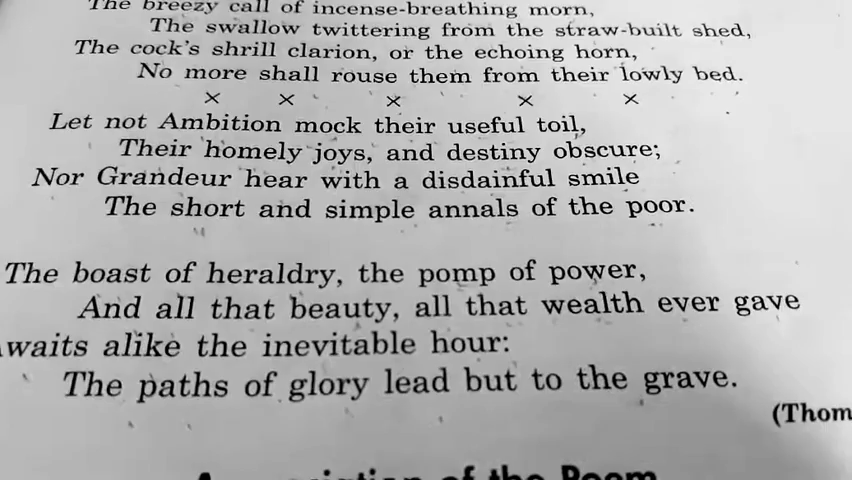 The breezy call of incense-breathing morn,
The swallow twittering from the straw-built shed,
The cock's shrill clarion, or the echoing horn,
No more shall rouse them from their lowly bed.
× × × × ×
Let not Ambition mock their useful toil,
Their homely joys, and destiny obscure;
Nor Grandeur hear with a disdainful smile
The short and simple annals of the poor.
The boast of heraldry, the pomp of power,
And all that beauty, all that wealth ever gave
waits alike the inevitable hour:
The paths of glory lead but to the grave.
(Thom
of the Poem